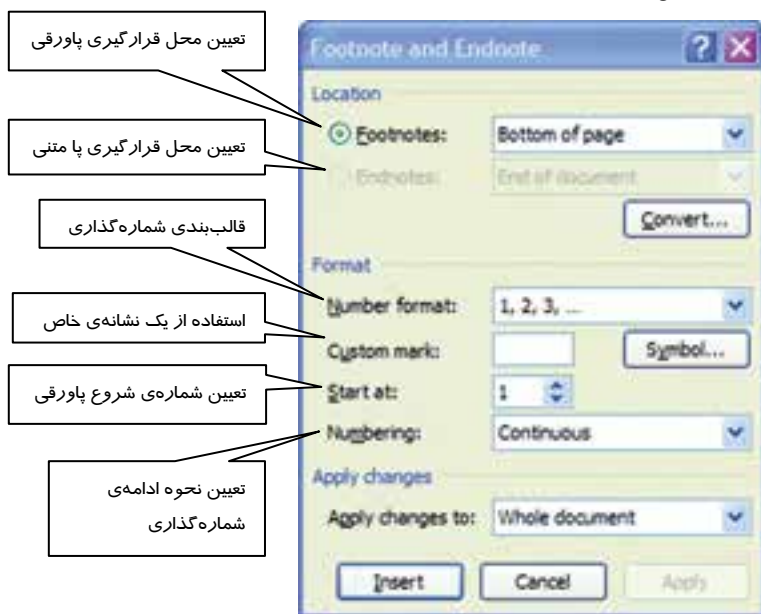 تعیین محل قرارگیری پاورقی
تعیین محل قرارگیری پا متنی
قالب‌بندی شماره‌گذاری
استفاده از یک نشانه‌ی خاص
تعیین شماره‌ی شروع پاورقی
تعیین نحوه ادامه‌ی
شماره‌گذاری
Footnote and Endnote
Location
Footnotes: Bottom of page
Endnotes: End of document
Convert...
Format
Number format: 1, 2, 3, ...
Custom mark: Symbol...
Start at: 1
Numbering: Continuous
Apply changes
Apply changes to: Whole document
Insert Cancel Apply